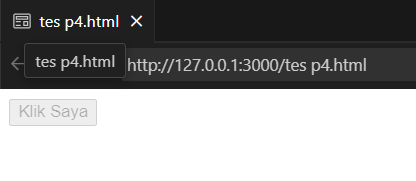 tes p4.html
tes p4.html
http://127.0.0.1:3000/tes p4.html
Klik Saya